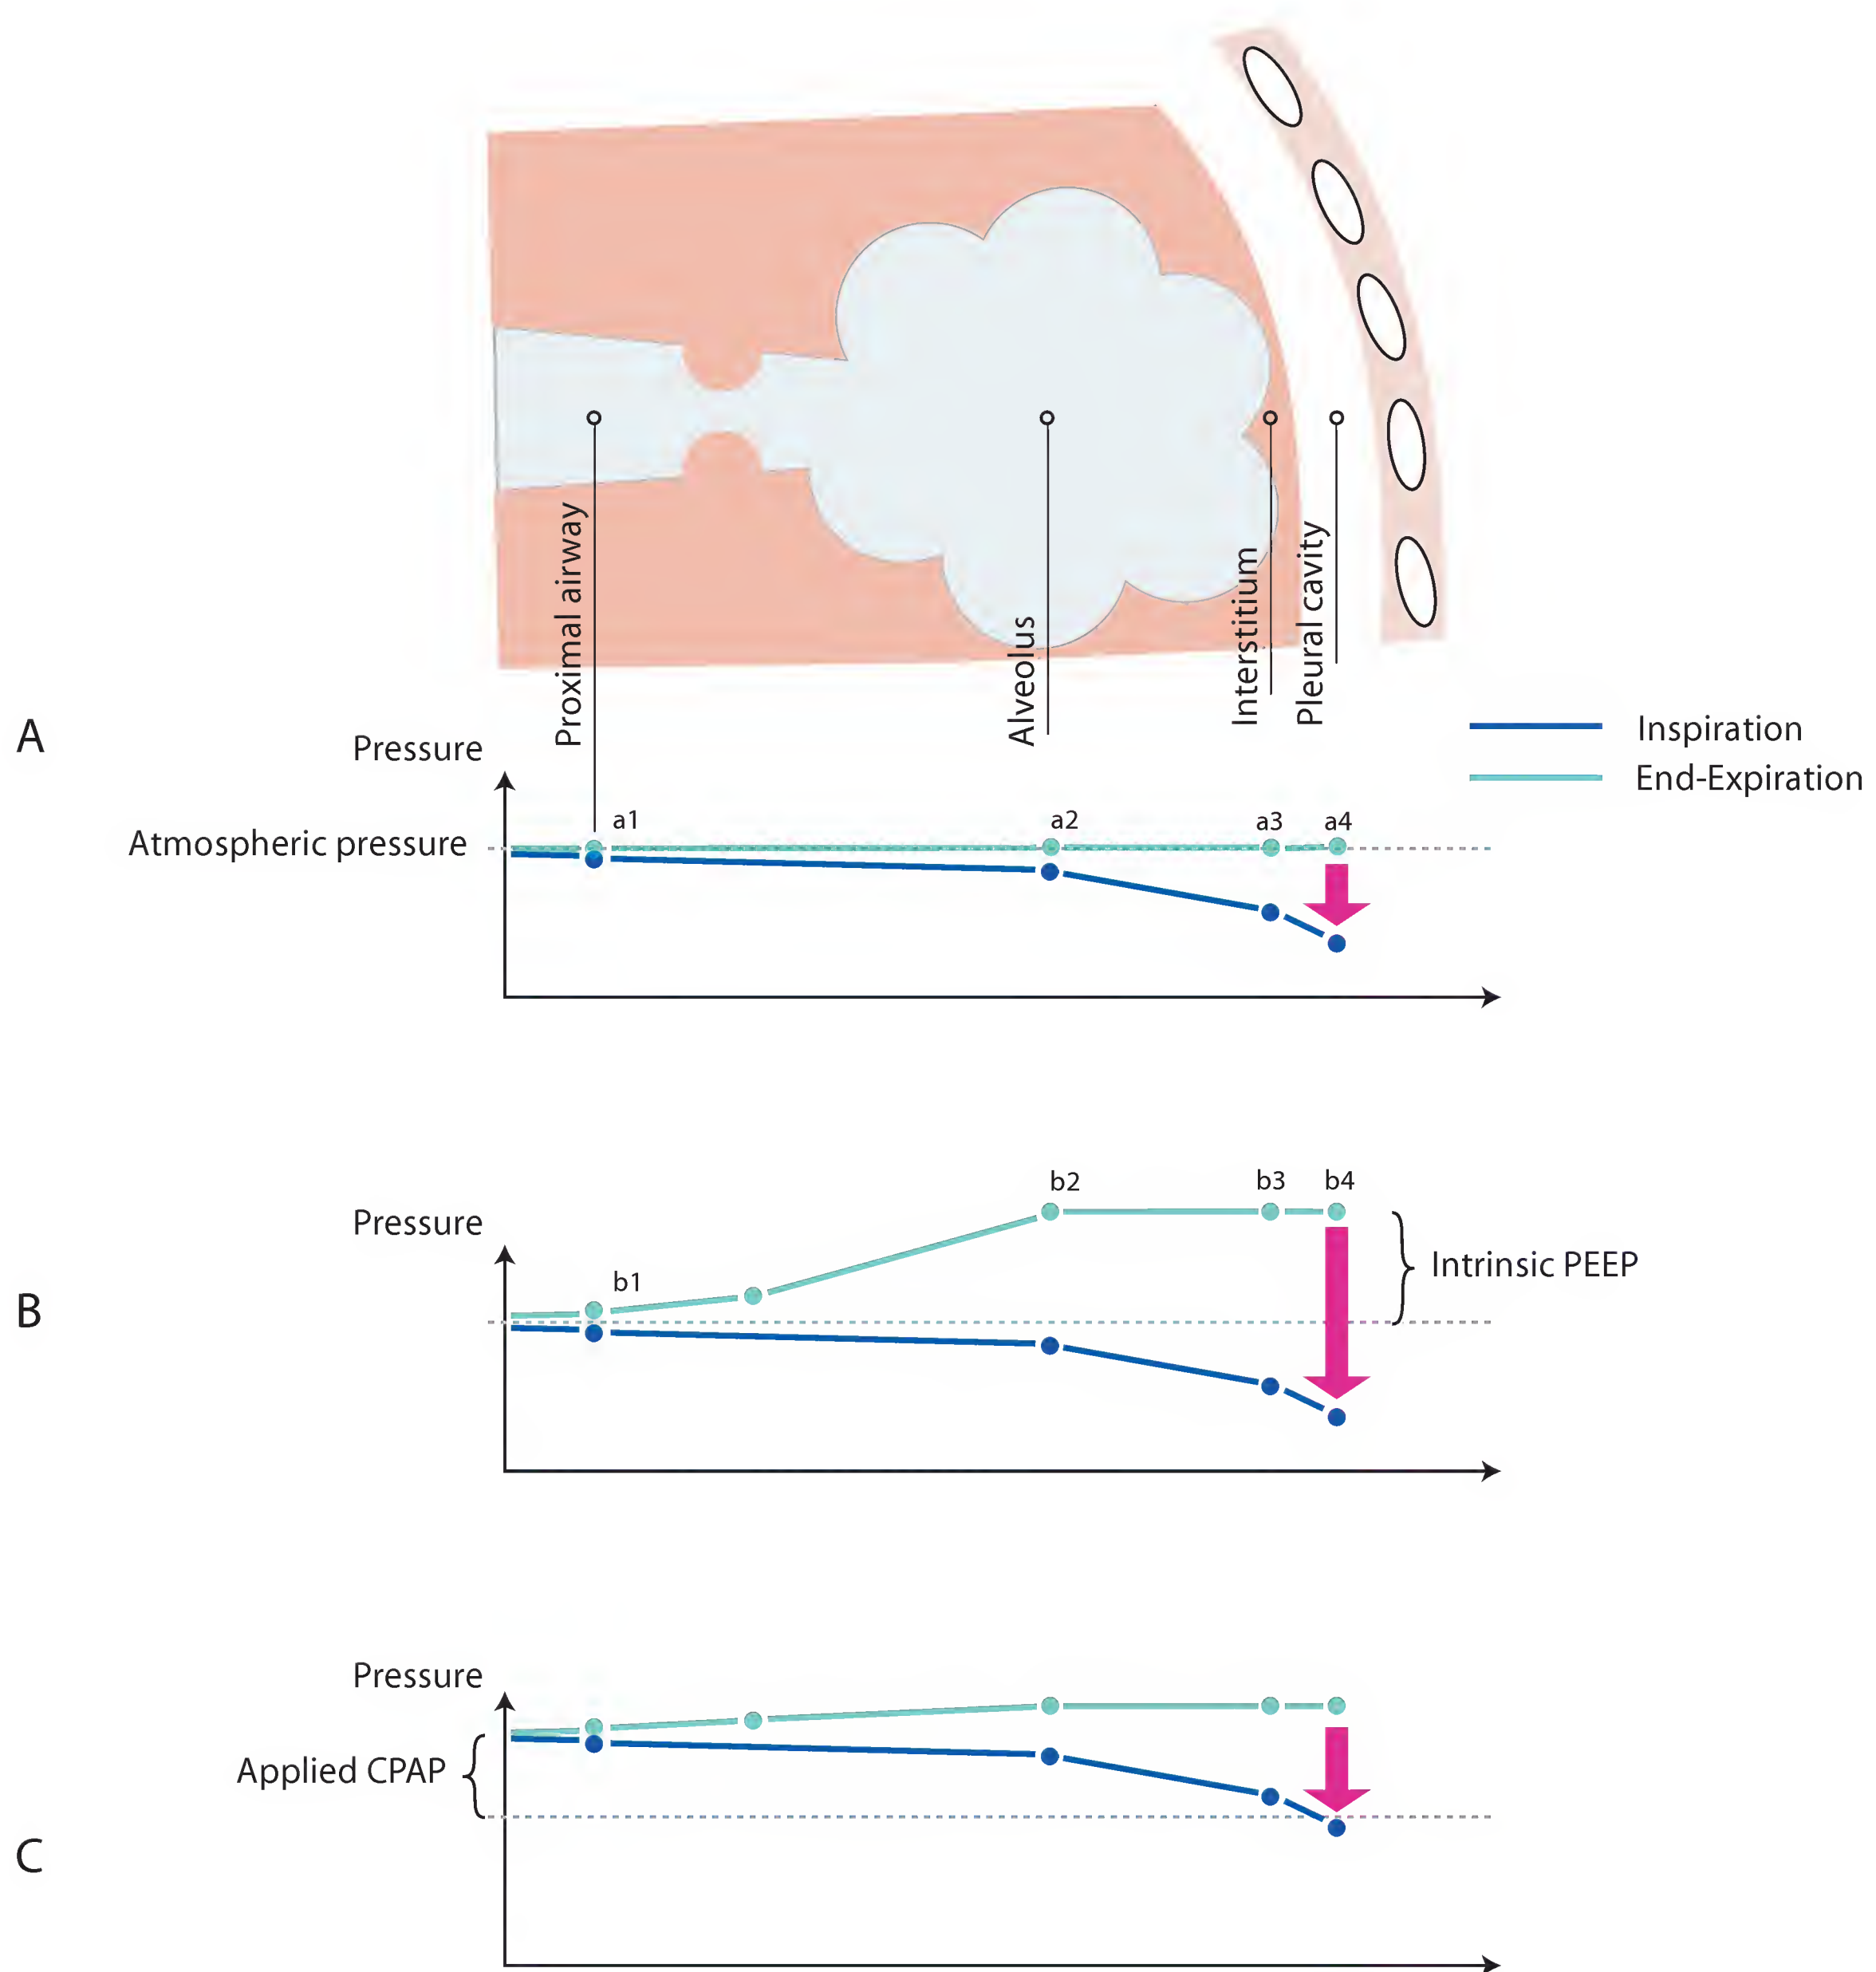 Proximal airway
Alveolus
Interstitium
Pleural cavity
A
Pressure
Inspiration
End-Expiration
Atmospheric pressure
a1
a2
a3
a4
B
Pressure
b1
b2
b3
b4
Intrinsic PEEP
C
Pressure
Applied CPAP